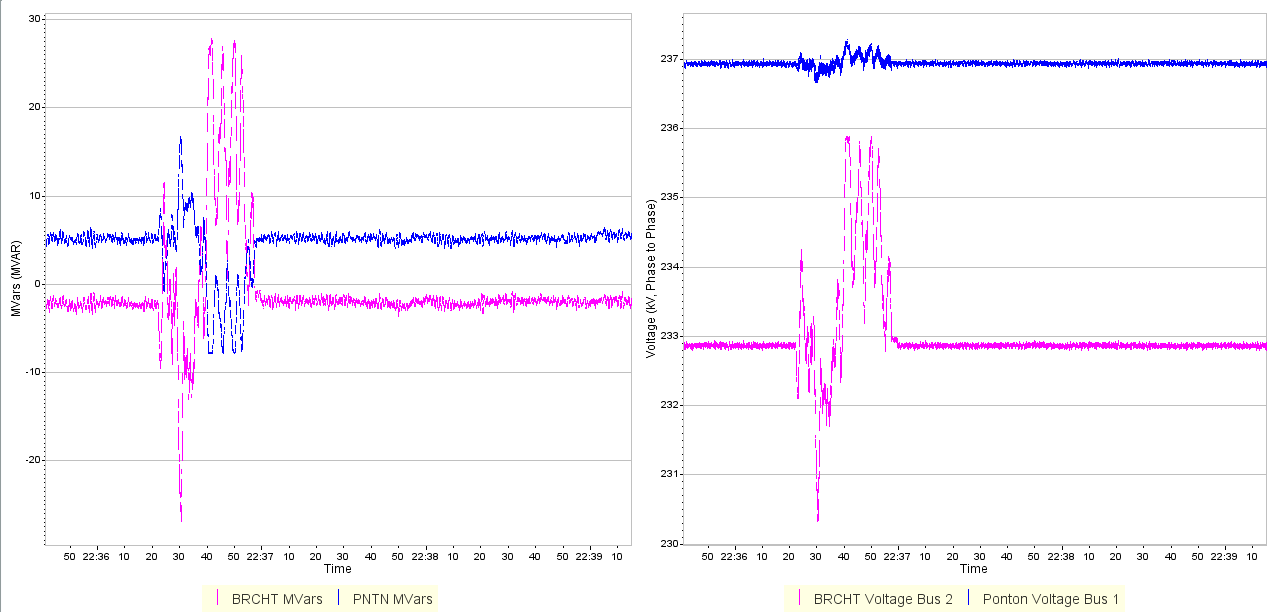 30
20
10
0
-10
-20
MVars (MVAR)
50 22:36 10 20 30 40 50 22:37 10 20 30 40 50 22:38 10 20 30 40 50 22:39 10
Time
BRCHT MVars PNTN MVars
237
236
235
234
233
232
231
230
Voltage (kV, Phase to Phase)
50 22:36 10 20 30 40 50 22:37 10 20 30 40 50 22:38 10 20 30 40 50 22:39 10
Time
BRCHT Voltage Bus 2 Ponton Voltage Bus 1